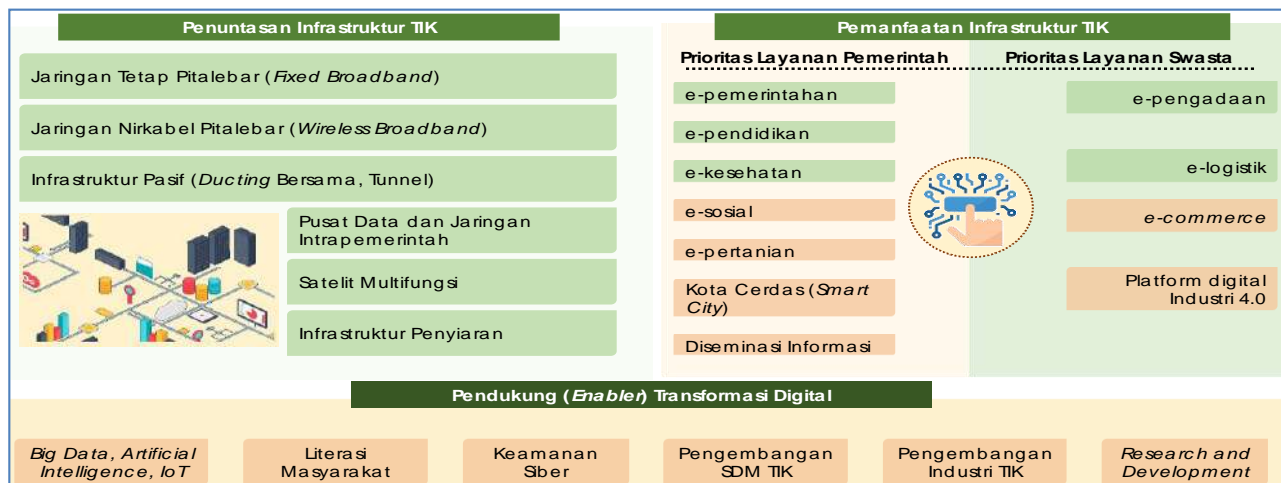 Penuntasan Infrastruktur TIK
Jaringan Tetap Pitalebar (Fixed Broadband)
Jaringan Nirkabel Pitalebar (Wireless Broadband)
Infrastruktur Pasif (Ducting Bersama, Tunnel)
Pusat Data dan Jaringan
Intrapemerintah
Satelit Multifungsi
Infrastruktur Penyiaran
Pemanfaatan Infrastruktur TIK
Prioritas Layanan Pemerintah
e-pemerintahan
e-pendidikan
e-kesehatan
e-sosial
e-pertanian
Kota Cerdas (Smart
City)
Diseminasi Informasi
Prioritas Layanan Swasta
e-pengadaan
e-logistik
e-commerce
Platform digital
Industri 4.0
Pendukung (Enabler) Transformasi Digital
Big Data, Artificial
Intelligence, IoT
Literasi
Masyarakat
Keamanan
Siber
Pengembangan
SDM TIK
Pengembangan
Industri TIK
Research and
Development